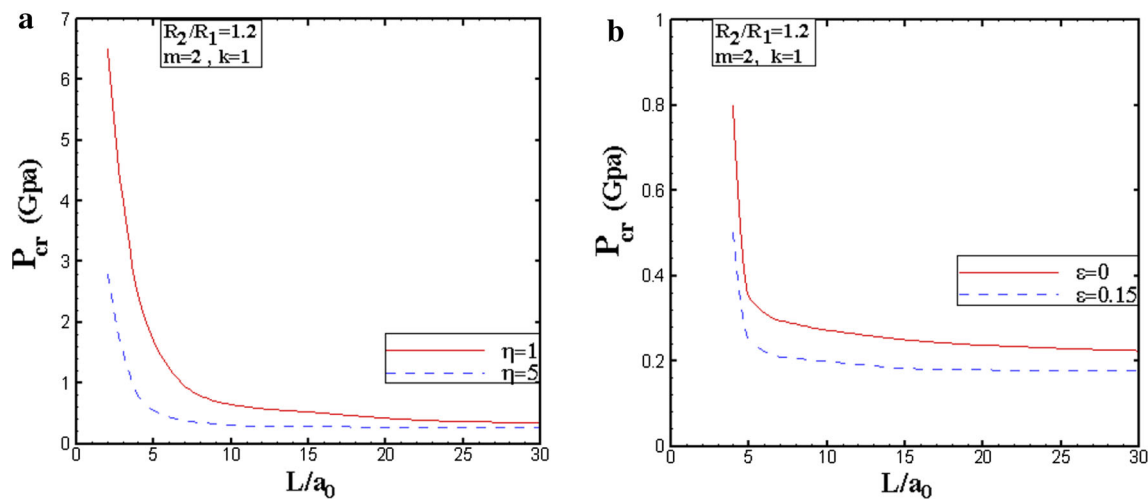 a
R₂/R₁=1.2
m=2 , k=1
7
6
5
4
3
2
1
0
P_cr (Gpa)
η=1
η=5
0 5 10 15 20 25 30
L/a₀
b
R₂/R₁=1.2
m=2, k=1
1
0.8
0.6
0.4
0.2
0
P_cr (Gpa)
ε=0
ε=0.15
0 5 10 15 20 25 30
L/a₀